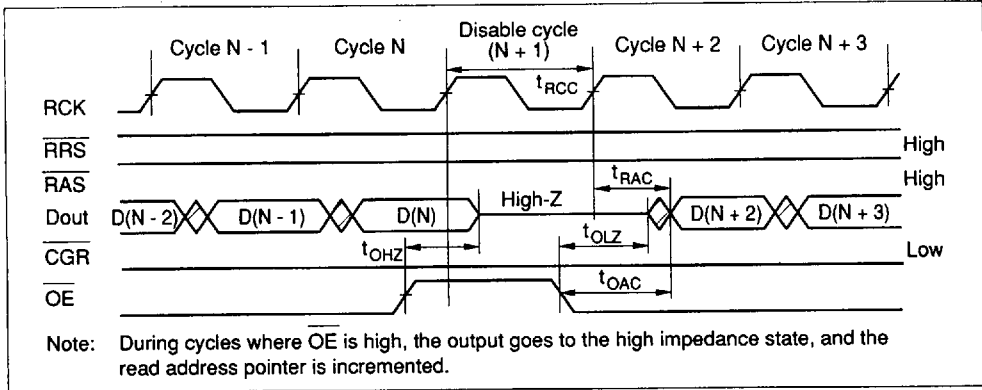 Cycle N - 1
Cycle N
Disable cycle
(N + 1)
Cycle N + 2
Cycle N + 3
tRCC
RCK
RRS
High
RAS
tRAC
High
Dout
D(N - 2)
D(N - 1)
D(N)
High-Z
D(N + 2)
D(N + 3)
tOHZ
tOLZ
CGR
Low
tOAC
OE
Note: During cycles where OE is high, the output goes to the high impedance state, and the
read address pointer is incremented.